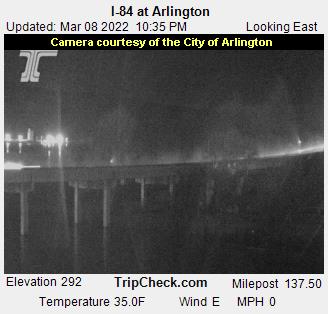 I-84 at Arlington
Updated: Mar 08 2022 10:35 PM Looking East
Camera courtesy of the City of Arlington
Elevation 292 TripCheck.com Milepost 137.50
Temperature 35.0F Wind E MPH 0